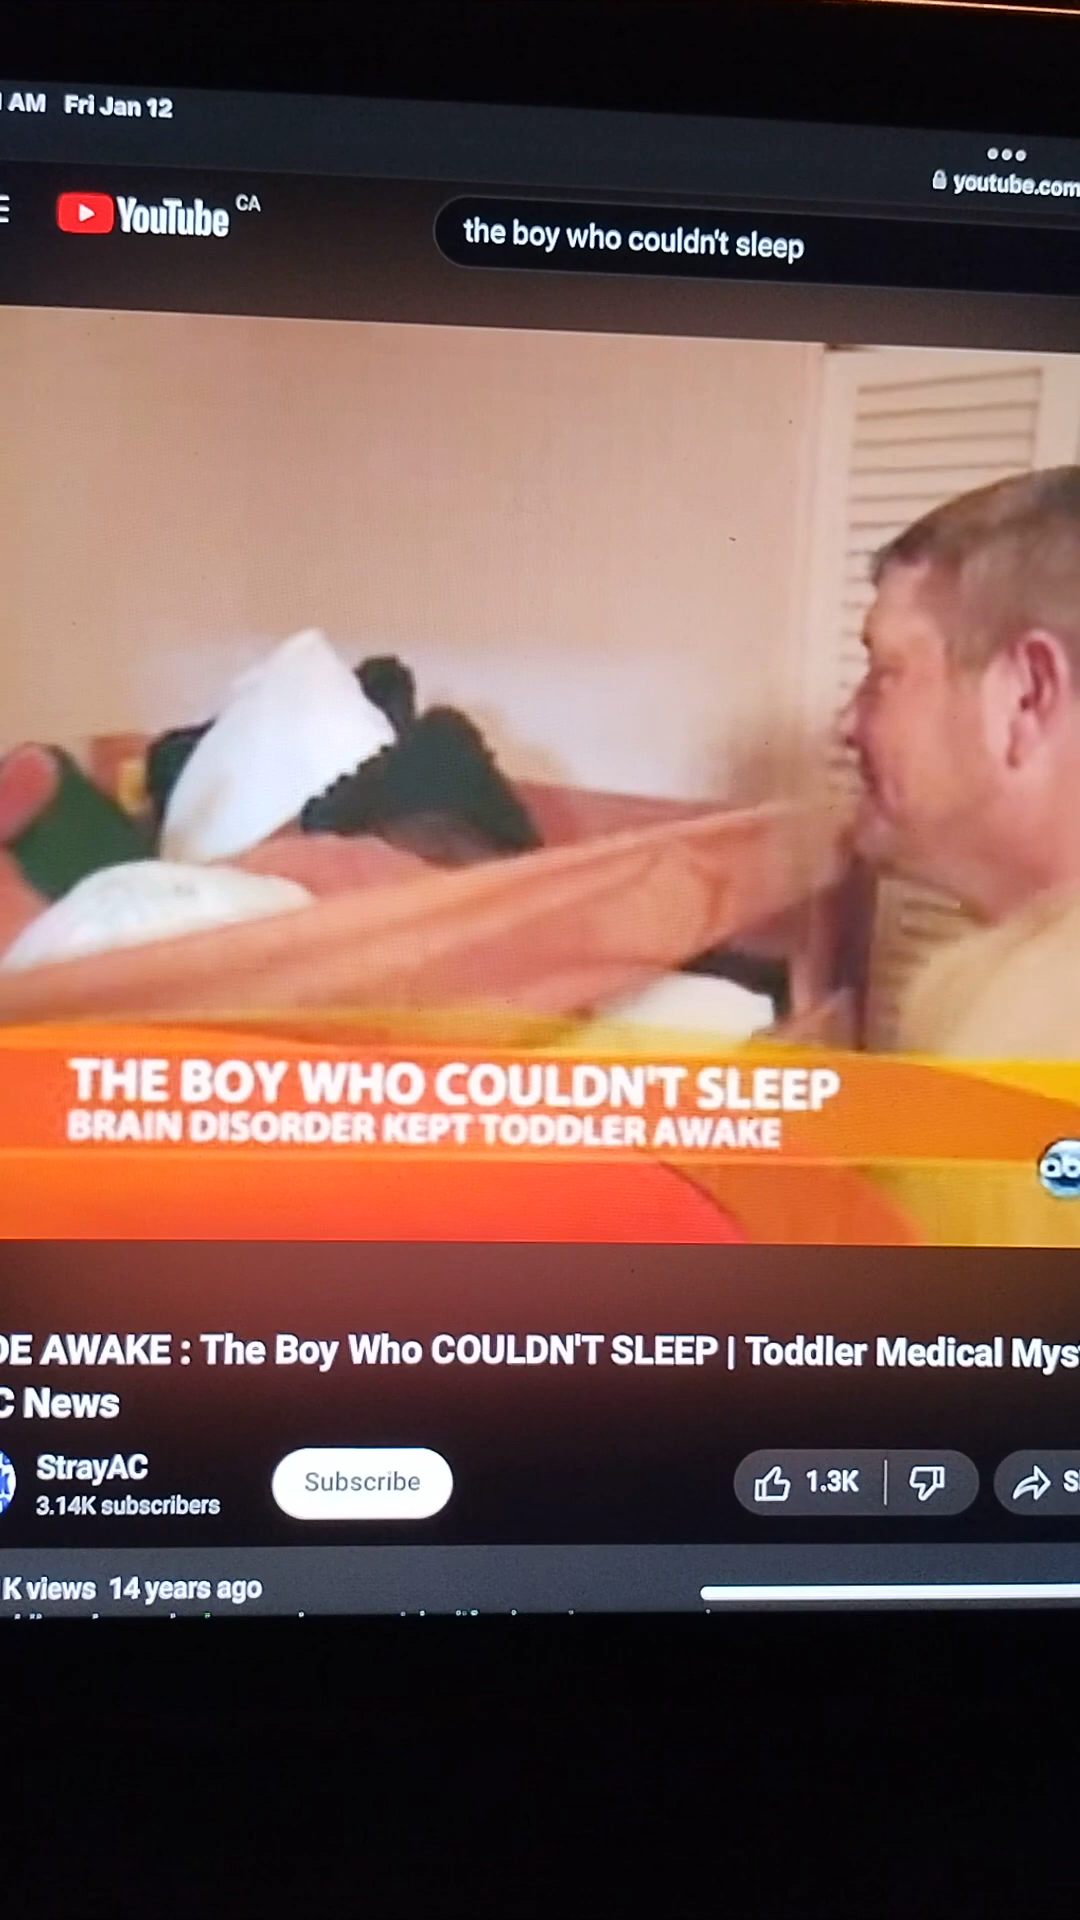 AM Fri Jan 12
youtube.com
YouTube CA
the boy who couldn't sleep
THE BOY WHO COULDN'T SLEEP
BRAIN DISORDER KEPT TODDLER AWAKE
DE AWAKE : The Boy Who COULDN'T SLEEP | Toddler Medical Mys
C News
StrayAC
3.14K subscribers
Subscribe
1.3K
K views 14 years ago